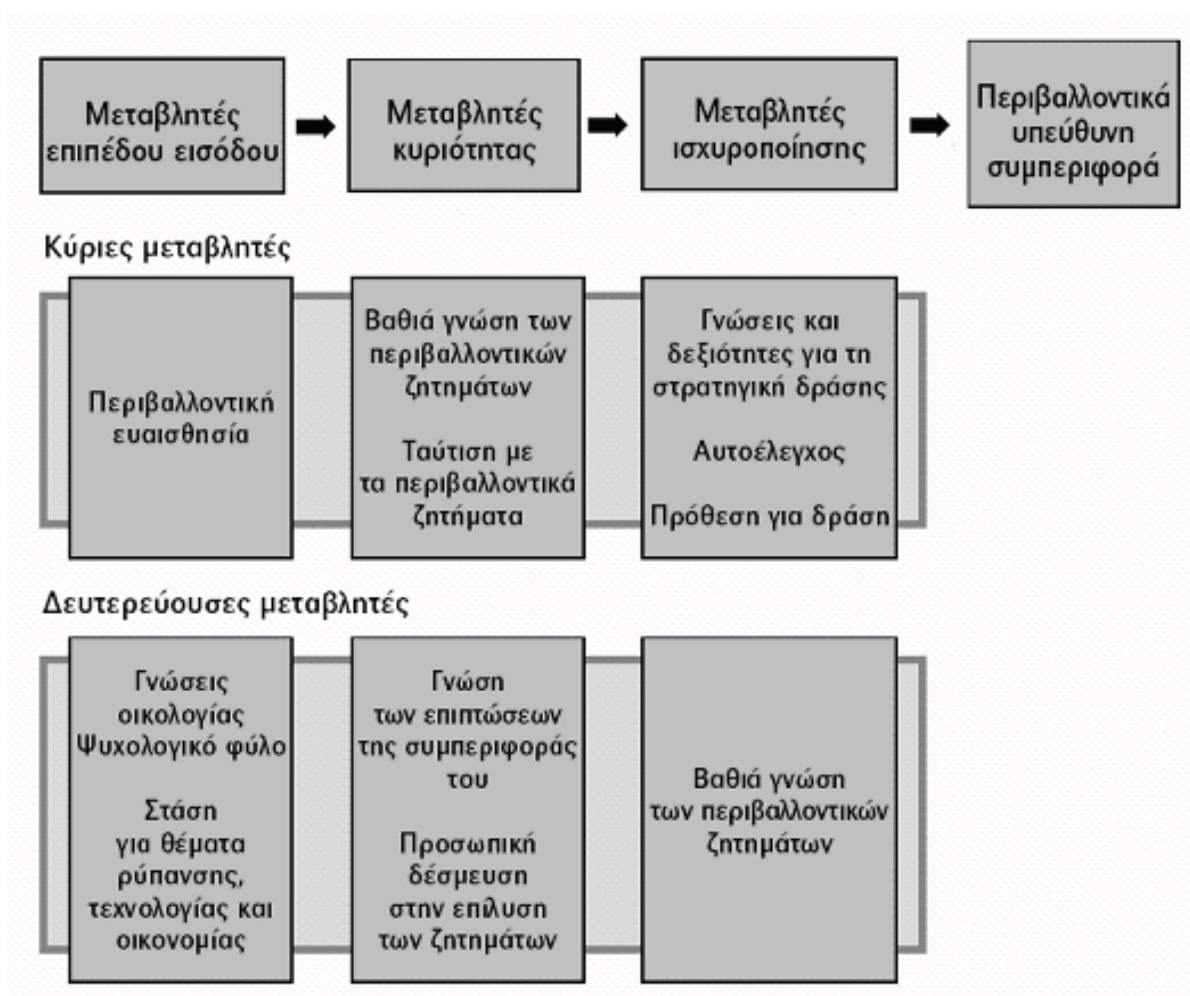 Μεταβλητές
επιπέδου εισόδου
Μεταβλητές
κυριότητας
Μεταβλητές
ισχυροποίησης
Περιβαλλοντικά
υπεύθυνη
συμπεριφορά
Κύριες μεταβλητές
Περιβαλλοντική
ευαισθησία
Βαθιά γνώση των
περιβαλλοντικών
ζητημάτων
Ταύτιση με
τα περιβαλλοντικά
ζητήματα
Γνώσεις και
δεξιότητες για τη
στρατηγική δράσης
Αυτοέλεγχος
Πρόθεση για δράση
Δευτερεύουσες μεταβλητές
Γνώσεις
οικολογίας
Ψυχολογικό φύλο
Στάση
για θέματα
ρύπανσης,
τεχνολογίας και
οικονομίας
Γνώση
των επιπτώσεων
της συμπεριφοράς
του
Προσωπική
δέσμευση
στην επίλυση
των ζητημάτων
Βαθιά γνώση
των περιβαλλοντικών
ζητημάτων